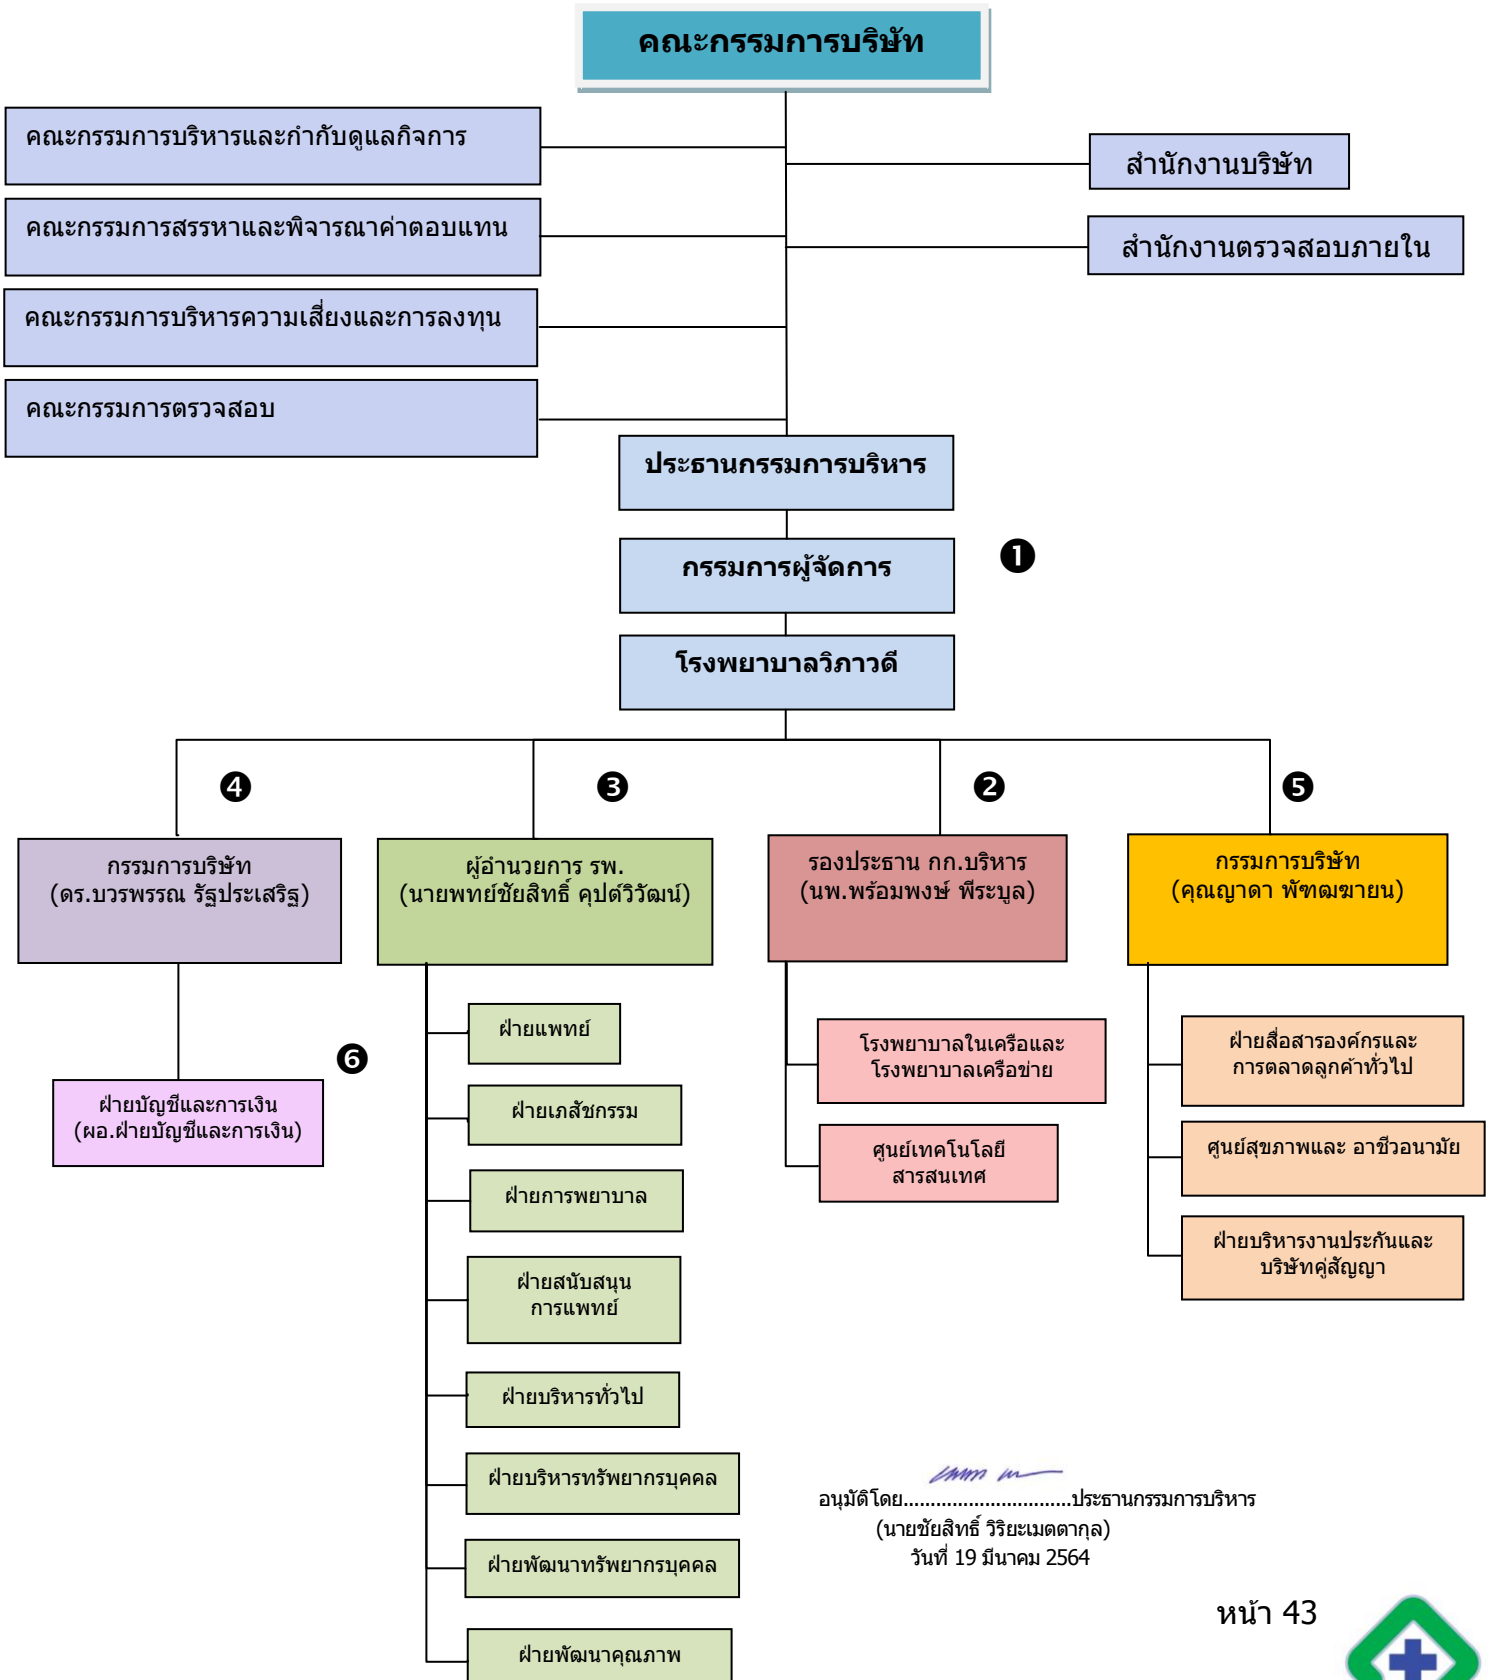 คณะกรรมการบริษัท
คณะกรรมการบริหารและกำกับดูแลกิจการ
สำนักงานบริษัท
คณะกรรมการสรรหาและพิจารณาค่าตอบแทน
สำนักงานตรวจสอบภายใน
คณะกรรมการบริหารความเสี่ยงและการลงทุน
คณะกรรมการตรวจสอบ
ประธานกรรมการบริหาร
กรรมการผู้จัดการ
❶
โรงพยาบาลวิภาวดี
❹
❸
❷
❺
กรรมการบริษัท
(ดร.บวรพรรณ รัฐประเสริฐ)
ผู้อำนวยการ รพ.
(นายพทย์ชัยสิทธิ์ คุปต์วิวัฒน์)
รองประธาน กก.บริหาร
(นพ.พร้อมพงษ์ พีระบูล)
กรรมการบริษัท
(คุณญาดา พัฑฒฆายน)
❻
ฝ่ายบัญชีและการเงิน
(ผอ.ฝ่ายบัญชีและการเงิน)
ฝ่ายแพทย์
ฝ่ายเภสัชกรรม
ฝ่ายการพยาบาล
ฝ่ายสนับสนุน
การแพทย์
ฝ่ายบริหารทั่วไป
ฝ่ายบริหารทรัพยากรบุคคล
ฝ่ายพัฒนาทรัพยากรบุคคล
ฝ่ายพัฒนาคุณภาพ
โรงพยาบาลในเครือและ
โรงพยาบาลเครือข่าย
ศูนย์เทคโนโลยี
สารสนเทศ
ฝ่ายสื่อสารองค์กรและ
การตลาดลูกค้าทั่วไป
ศูนย์สุขภาพและ อาชีวอนามัย
ฝ่ายบริหารงานประกันและ
บริษัทคู่สัญญา
อนุมัติโดย................................ประธานกรรมการบริหาร
(นายชัยสิทธิ์ วิริยะเมตตากุล)
วันที่ 19 มีนาคม 2564
หน้า 43